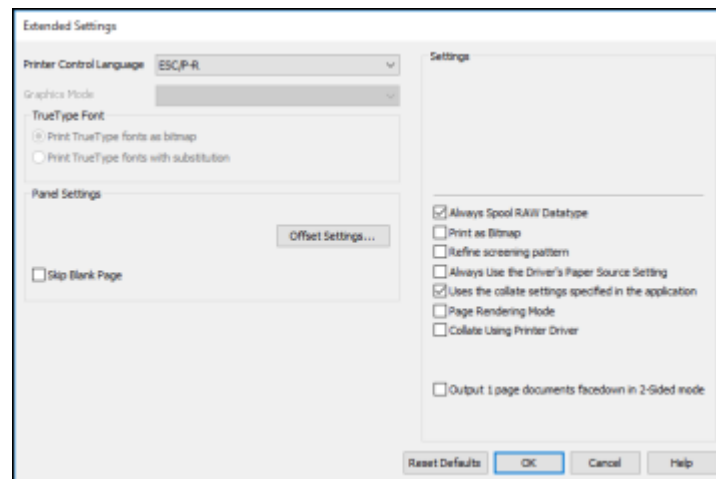 Extended Settings
Printer Control Language ESC/P-R
Graphics Mode
TrueType Font
Print TrueType fonts as bitmap
Print TrueType fonts with substitution
Panel Settings
Offset Settings...
Skip Blank Page
Settings
Always Spool RAW Datatype
Print as Bitmap
Refine screening pattern
Always Use the Driver's Paper Source Setting
Uses the collate settings specified in the application
Page Rendering Mode
Collate Using Printer Driver
Output 1 page documents facedown in 2-Sided mode
Reset Defaults OK Cancel Help